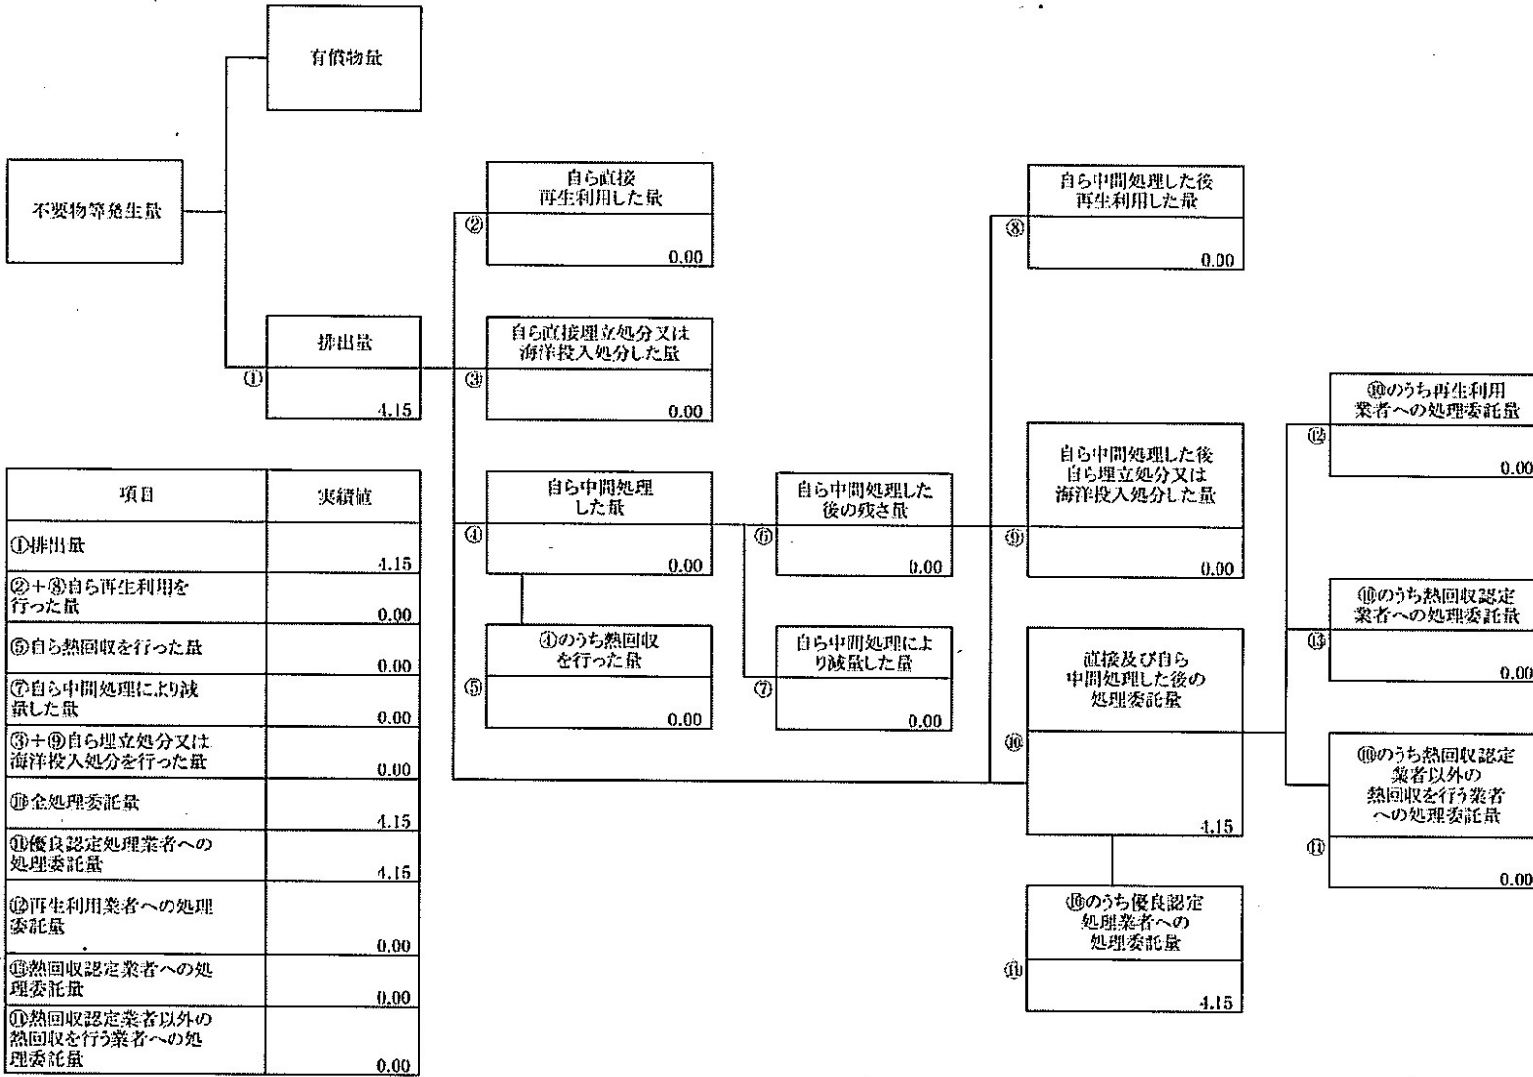 有償物量
不要物等発生量
排出量
①
4.15
自ら直接
再生利用した量
②
0.00
自ら直接埋立処分又は
海洋投入処分した量
③
0.00
自ら中間処理
した量
④
0.00
④のうち熱回収
を行った量
⑤
0.00
自ら中間処理した
後の残さ量
⑥
0.00
自ら中間処理によ
り減量した量
⑦
0.00
自ら中間処理した後
再生利用した量
⑧
0.00
自ら中間処理した後
自ら埋立処分又は
海洋投入処分した量
⑨
0.00
直接及び自ら
中間処理した後の
処理委託量
⑩
4.15
⑩のうち優良認定
処理業者への
処理委託量
⑪
4.15
⑩のうち再生利用
業者への処理委託量
⑫
0.00
⑩のうち熱回収認定
業者への処理委託量
⑬
0.00
⑩のうち熱回収認定
業者以外の
熱回収を行う業者
への処理委託量
⑭
0.00
項目 実績値
①排出量
4.15
②+⑧自ら再生利用を
行った量
0.00
⑤自ら熱回収を行った量
0.00
⑦自ら中間処理により減
量した量
0.00
③+⑨自ら埋立処分又は
海洋投入処分を行った量
0.00
⑩全処理委託量
4.15
⑪優良認定処理業者への
処理委託量
4.15
⑫再生利用業者への処理
委託量
0.00
⑬熱回収認定業者への処
理委託量
0.00
⑭熱回収認定業者以外の
熱回収を行う業者への処
理委託量
0.00